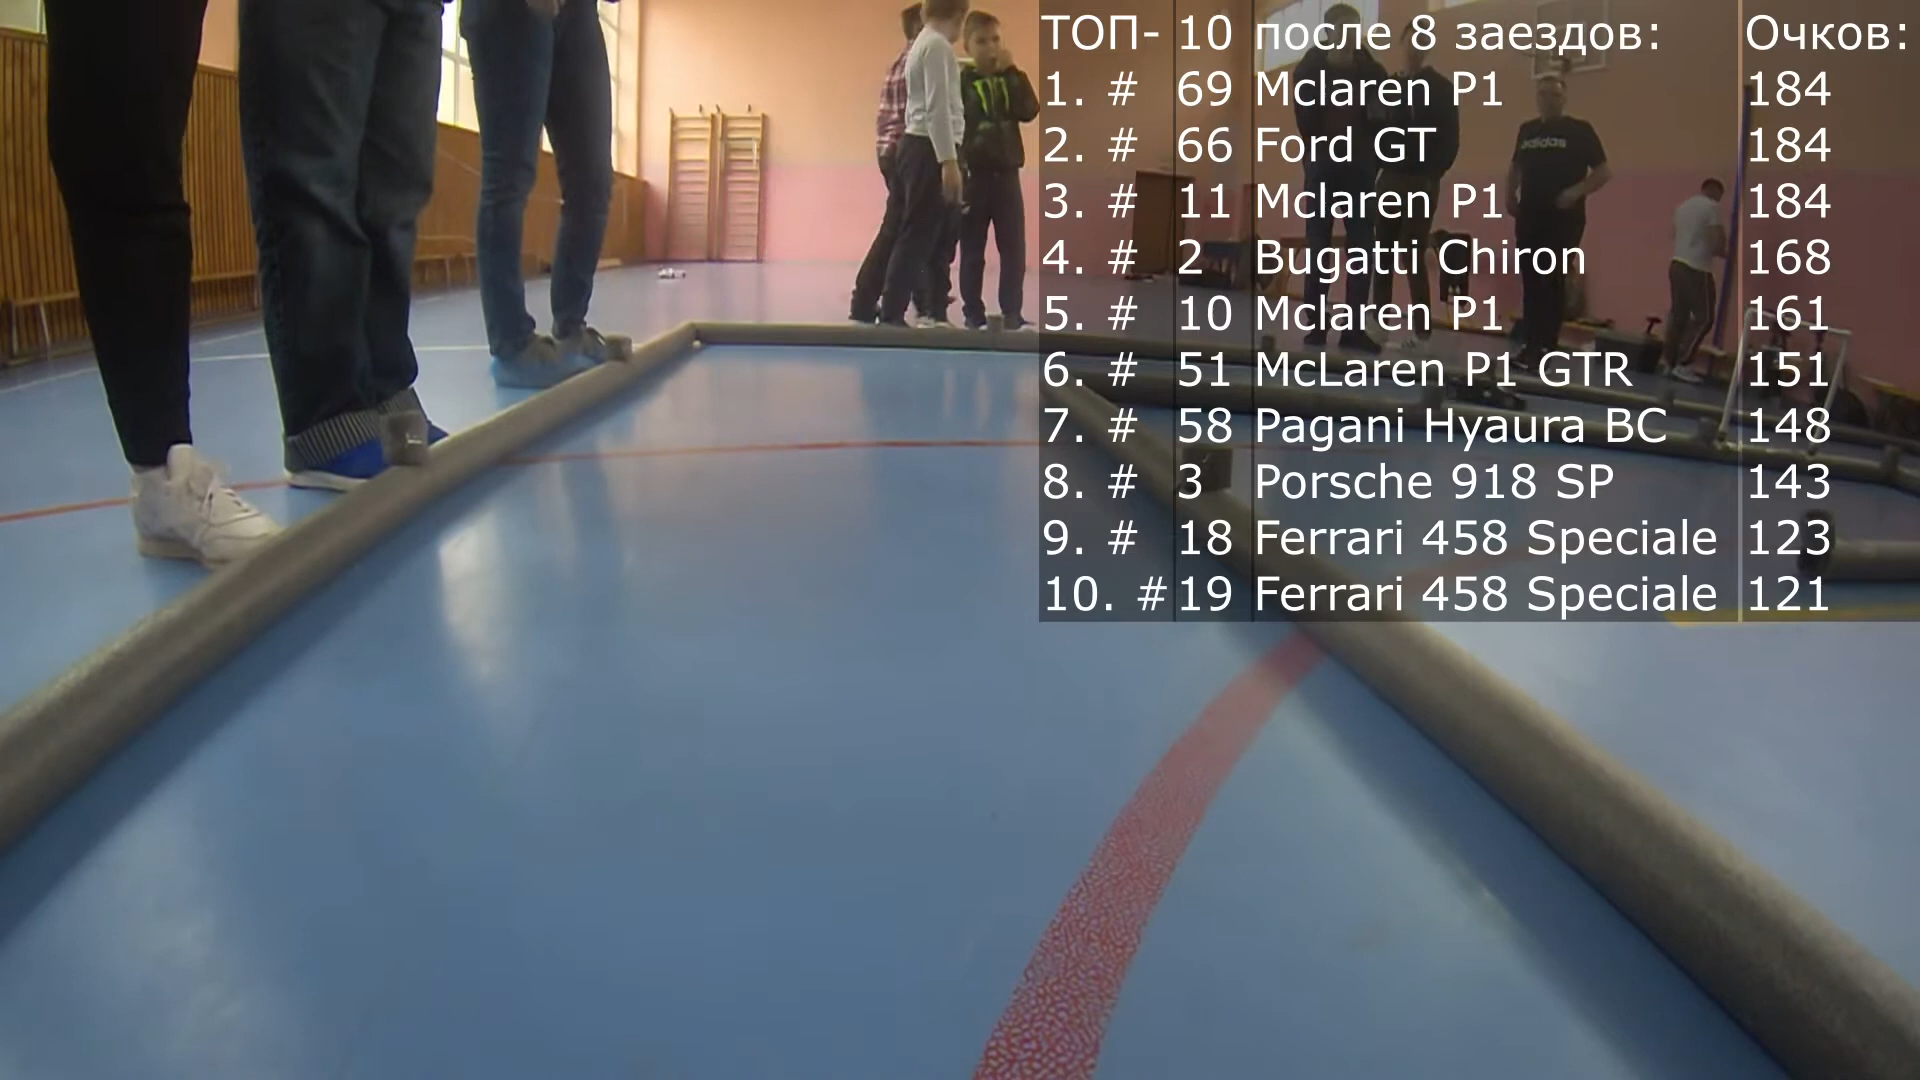 ТОП- 10 после 8 заездов: Очков:
1. # 69 Mclaren P1 184
2. # 66 Ford GT 184
3. # 11 Mclaren P1 184
4. # 2 Bugatti Chiron 168
5. # 10 Mclaren P1 161
6. # 51 McLaren P1 GTR 151
7. # 58 Pagani Hyaura BC 148
8. # 3 Porsche 918 SP 143
9. # 18 Ferrari 458 Speciale 123
10. # 19 Ferrari 458 Speciale 121
adidas